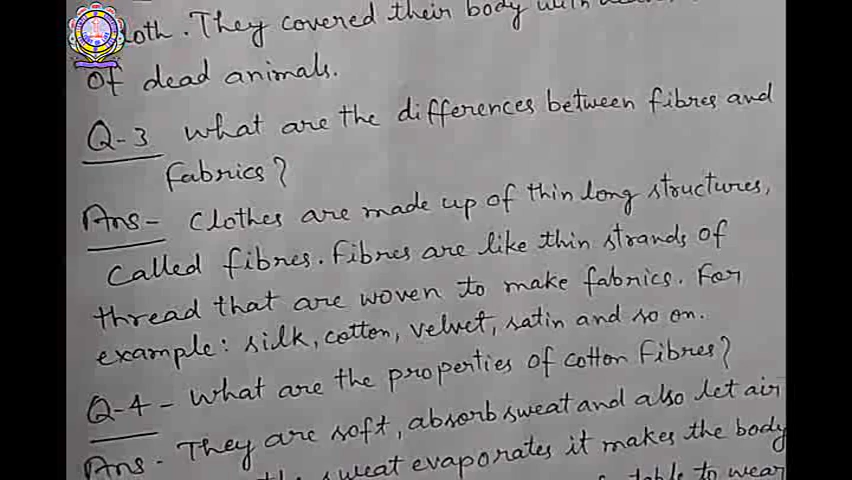 cloth. They covered their body with
of dead animals.
Q-3 What are the differences between fibres and
fabrics?
Ans- Clothes are made up of thin long structures,
called fibres. Fibres are like thin strands of
thread that are woven to make fabrics. For
example: silk, cotton, velvet, satin and so on.
Q-4 - What are the properties of cotton Fibres?
Ans- They are soft, absorb sweat and also let air
sweat evaporates it makes the body
to wear